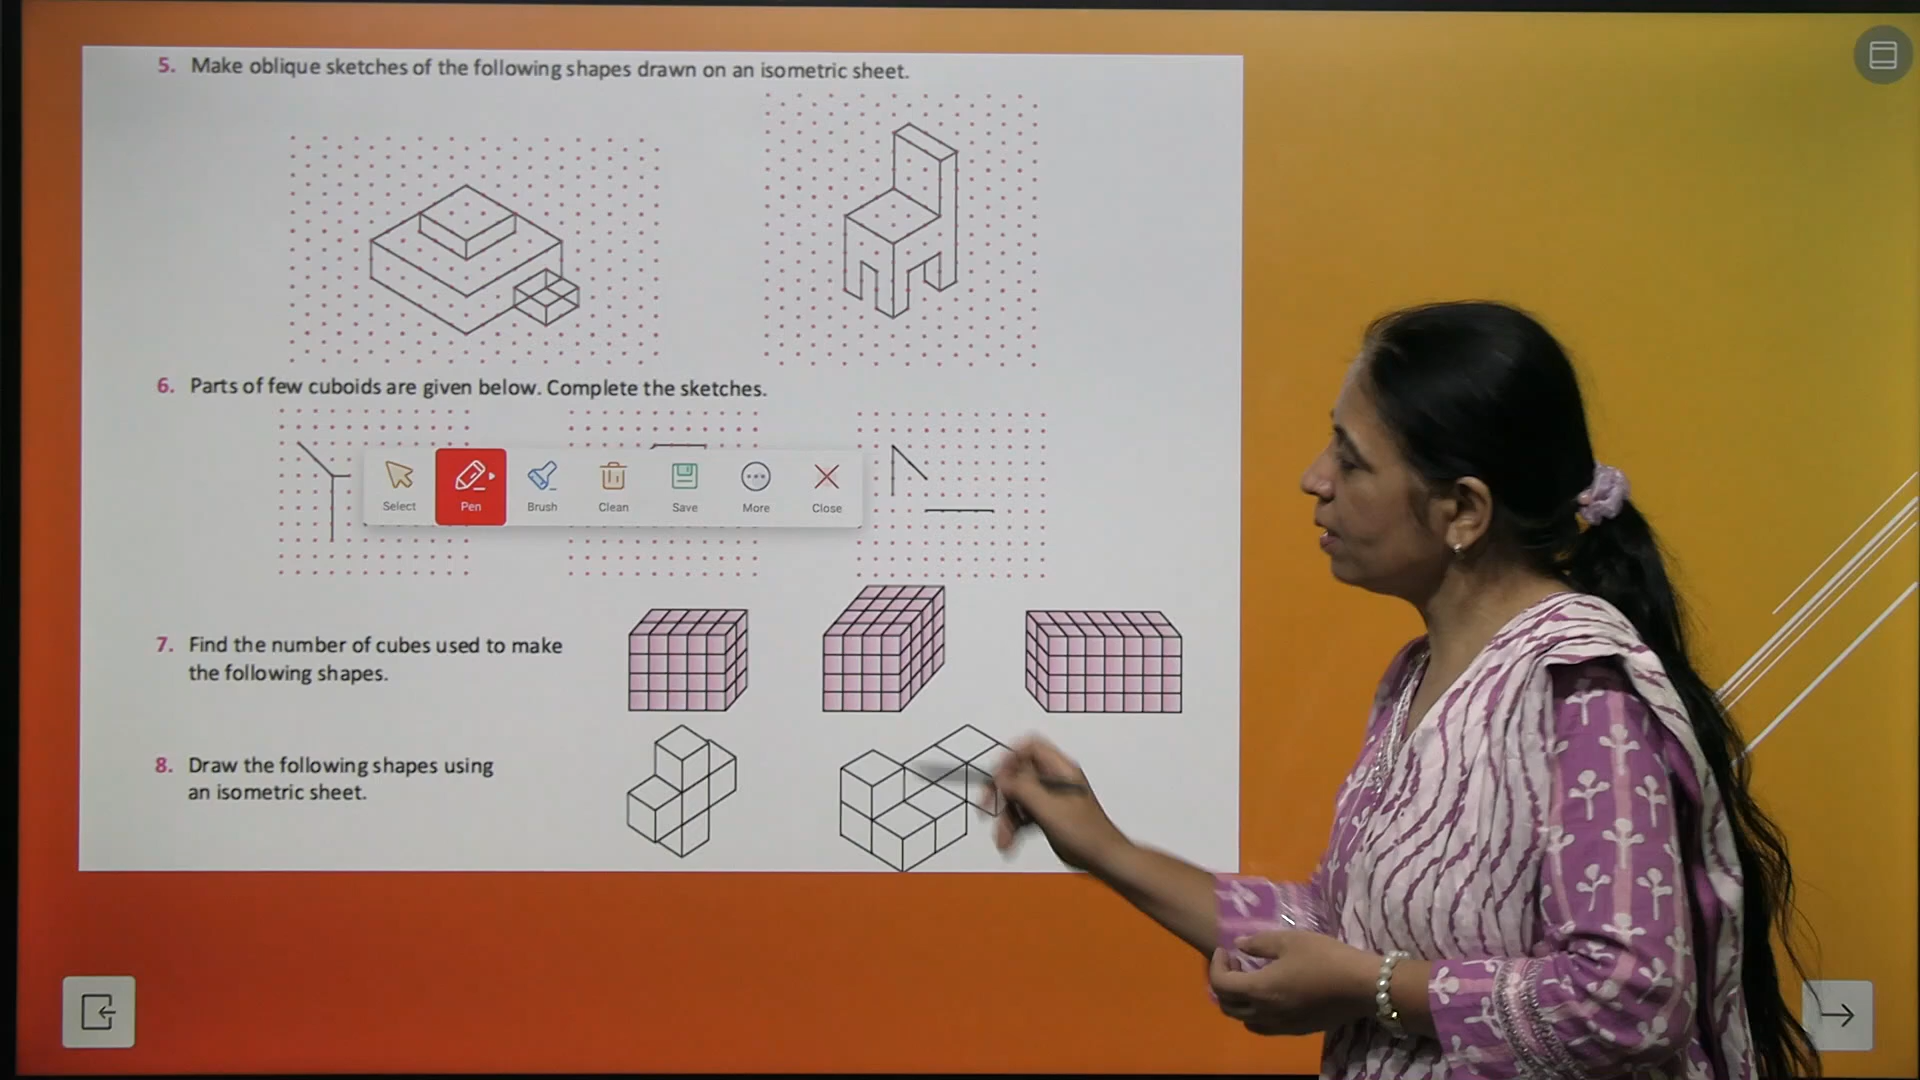 5. Make oblique sketches of the following shapes drawn on an isometric sheet.
6. Parts of few cuboids are given below. Complete the sketches.
Select Pen Brush Clean Save More Close
7. Find the number of cubes used to make
the following shapes.
8. Draw the following shapes using
an isometric sheet.